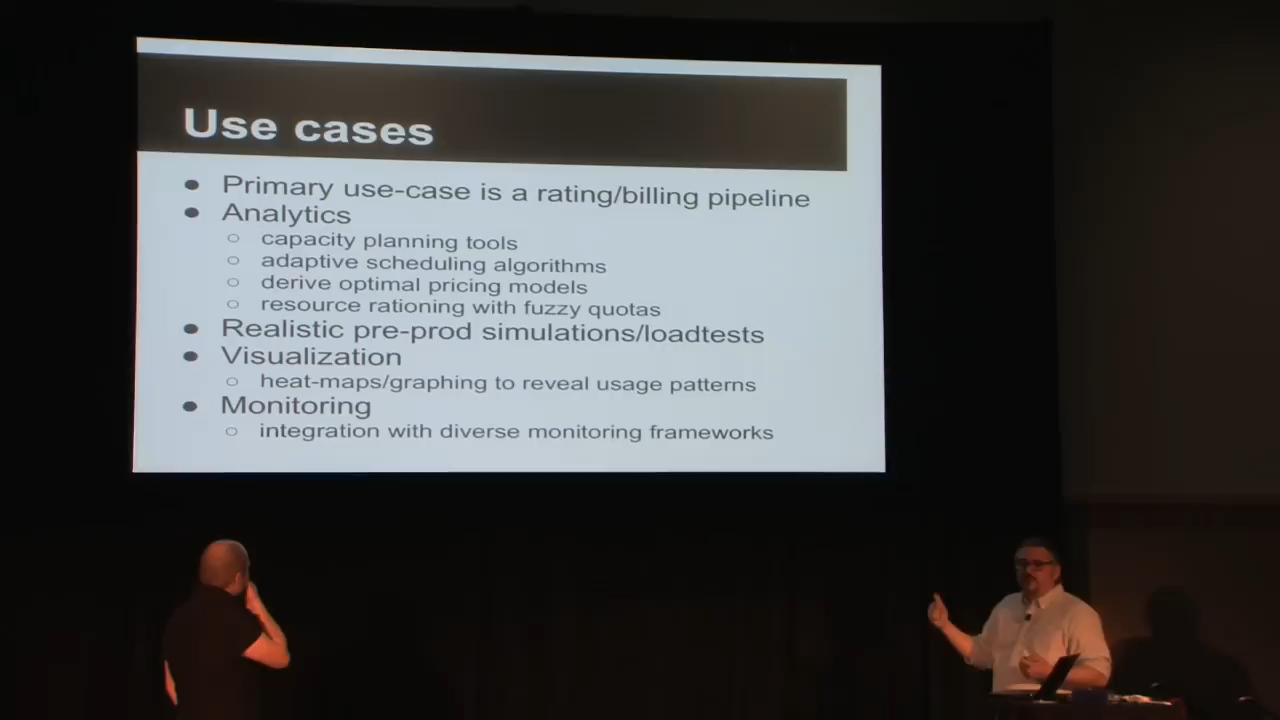 Use cases
● Primary use-case is a rating/billing pipeline
● Analytics
○ capacity planning tools
○ adaptive scheduling algorithms
○ derive optimal pricing models
○ resource rationing with fuzzy quotas
● Realistic pre-prod simulations/loadtests
● Visualization
○ heat-maps/graphing to reveal usage patterns
● Monitoring
○ integration with diverse monitoring frameworks